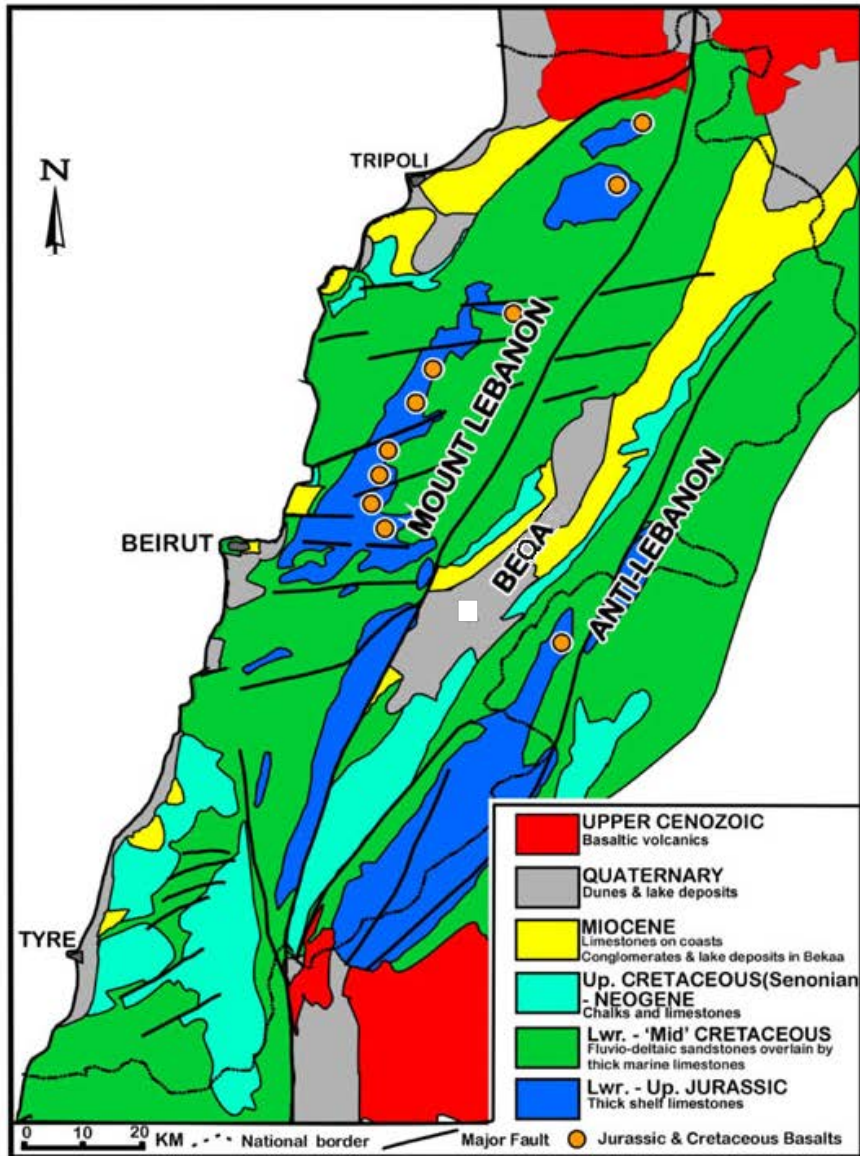 N
TRIPOLI
MOUNT LEBANON
BEQA
ANTI-LEBANON
BEIRUT
TYRE
UPPER CENOZOIC
Basaltic volcanics
QUATERNARY
Dunes & lake deposits
MIOCENE
Limestones on coasts
Conglomerates & lake deposits in Bekaa
Up. CRETACEOUS(Senonian
- NEOGENE
Chalks and limestones
Lwr. - 'Mid' CRETACEOUS
Fluvio-deltaic sandstones overlain by
thick marine limestones
Lwr. - Up. JURASSIC
Thick shelf limestones
0 10 20
KM National border Major Fault Jurassic & Cretaceous Basalts